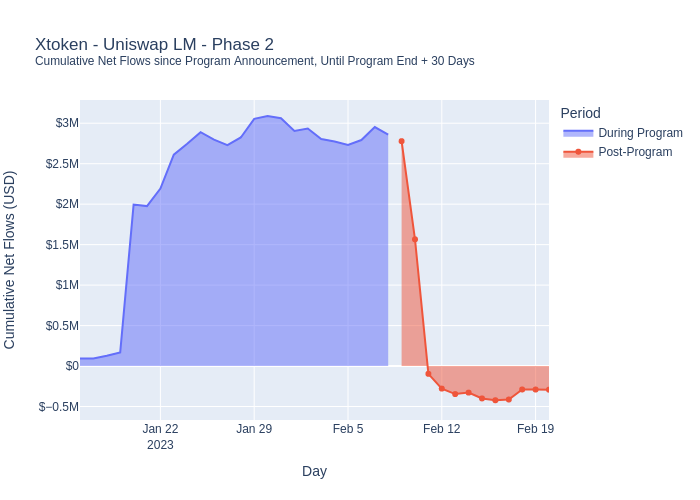 Xtoken - Uniswap LM - Phase 2
Cumulative Net Flows since Program Announcement, Until Program End + 30 Days
Period
During Program
Post-Program
Cumulative Net Flows (USD)
$3M
$2.5M
$2M
$1.5M
$1M
$0.5M
$0
$−0.5M
Jan 22
2023
Jan 29
Feb 5
Feb 12
Feb 19
Day